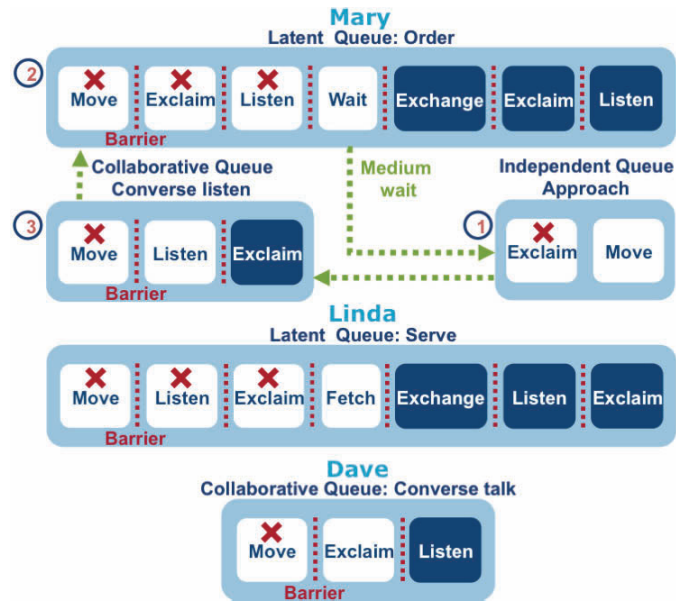 Mary
Latent Queue: Order
2
Move Exclaim Listen Wait Exchange Exclaim Listen
Barrier
Collaborative Queue
Converse listen
Medium
wait
Independent Queue
Approach
3
Move Listen Exclaim
Barrier
1
Exclaim Move
Linda
Latent Queue: Serve
Move Listen Exclaim Fetch Exchange Listen Exclaim
Barrier
Dave
Collaborative Queue: Converse talk
Move Exclaim Listen
Barrier